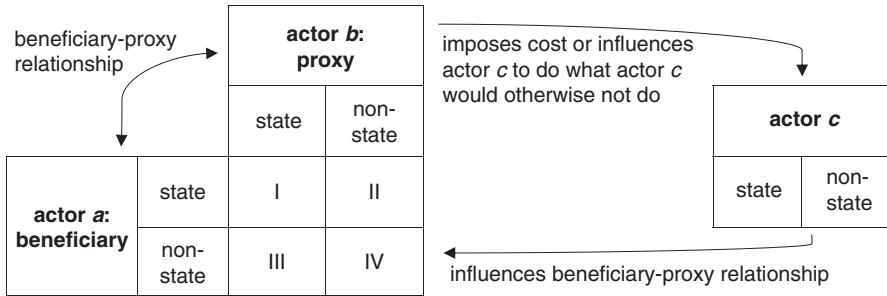 beneficiary-proxy
relationship
actor b:
proxy
imposes cost or influences
actor c to do what actor c
would otherwise not do
state
non-
state
actor c
state
non-
state
actor a:
beneficiary
state
I
II
non-
state
III
IV
influences beneficiary-proxy relationship